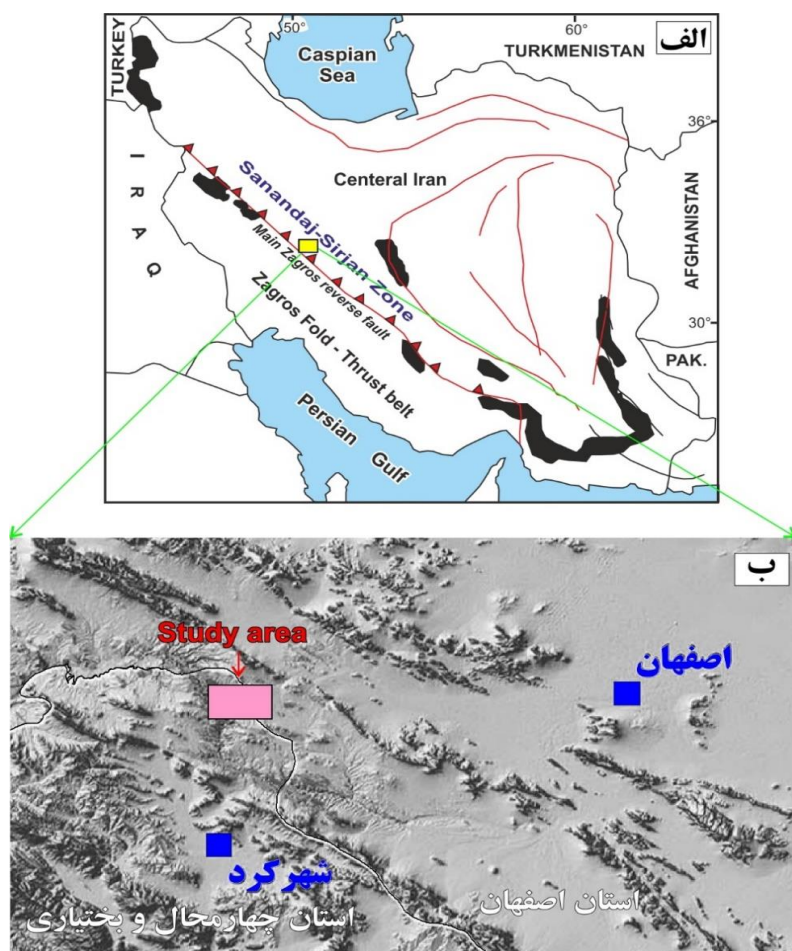 50°
60°
الف
TURKEY
Caspian
Sea
TURKMENISTAN
36°
IRAQ
Centeral Iran
AFGHANISTAN
Sanandaj-Sirjan Zone
Main Zagros reverse fault
Zagros Fold - Thrust belt
30°
PAK.
Persian Gulf
ب
Study area
اصفهان
شهرکرد
استان اصفهان
استان چهارمحال و بختیاری